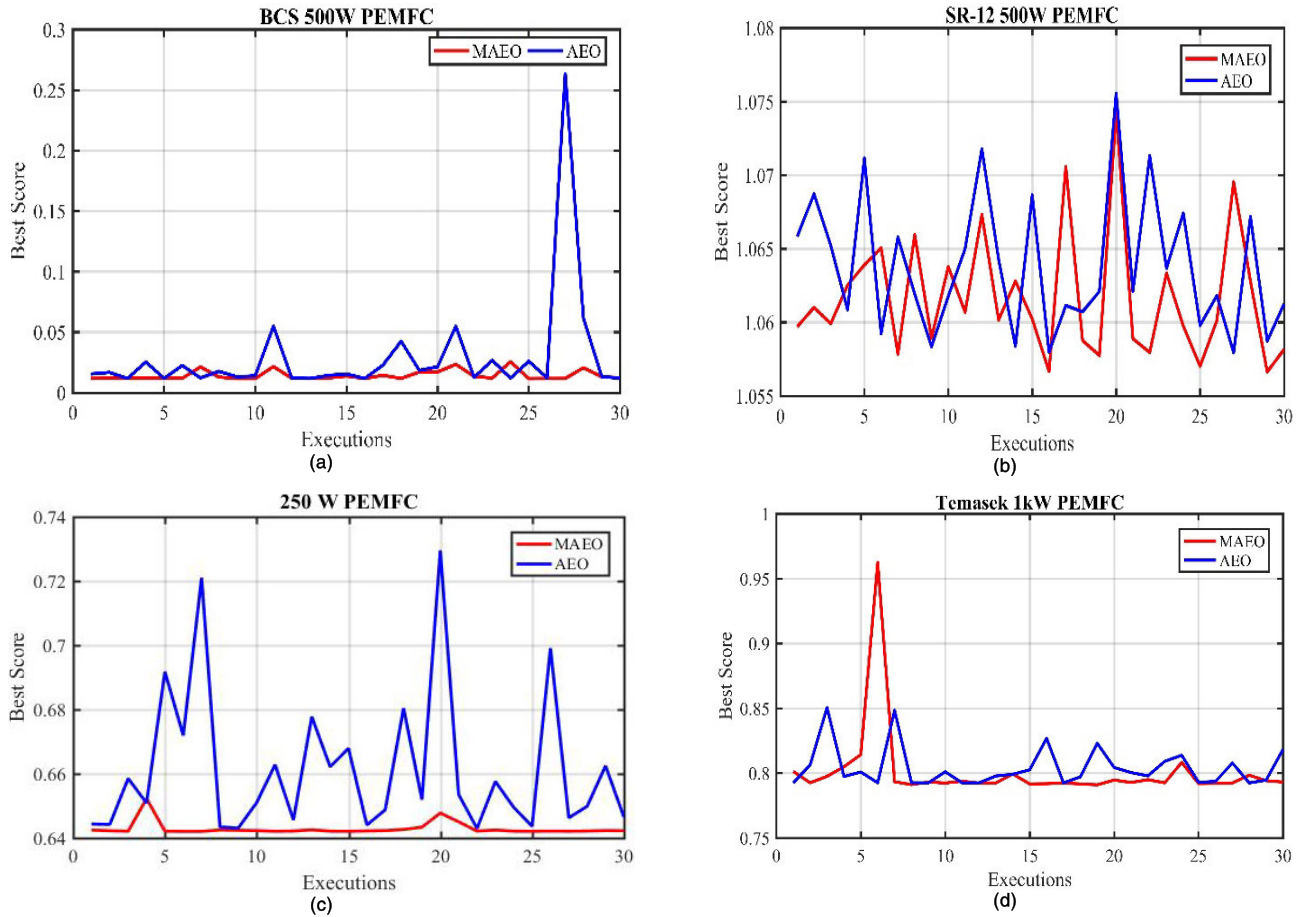 BCS 500W PEMFC
0.3
0.25
0.2
0.15
0.1
0.05
0
Best Score
MAEO
AEO
0 5 10 15 20 25 30
Executions
(a)
SR-12 500W PEMFC
1.08
1.075
1.07
1.065
1.06
1.055
Best Score
MAEO
AEO
0 5 10 15 20 25 30
Executions
(b)
250 W PEMFC
0.74
0.72
0.7
0.68
0.66
0.64
Best Score
MAEO
AEO
0 5 10 15 20 25 30
Executions
(c)
Temasek 1kW PEMFC
1
0.95
0.9
0.85
0.8
0.75
Best Score
MAEO
AEO
0 5 10 15 20 25 30
Executions
(d)